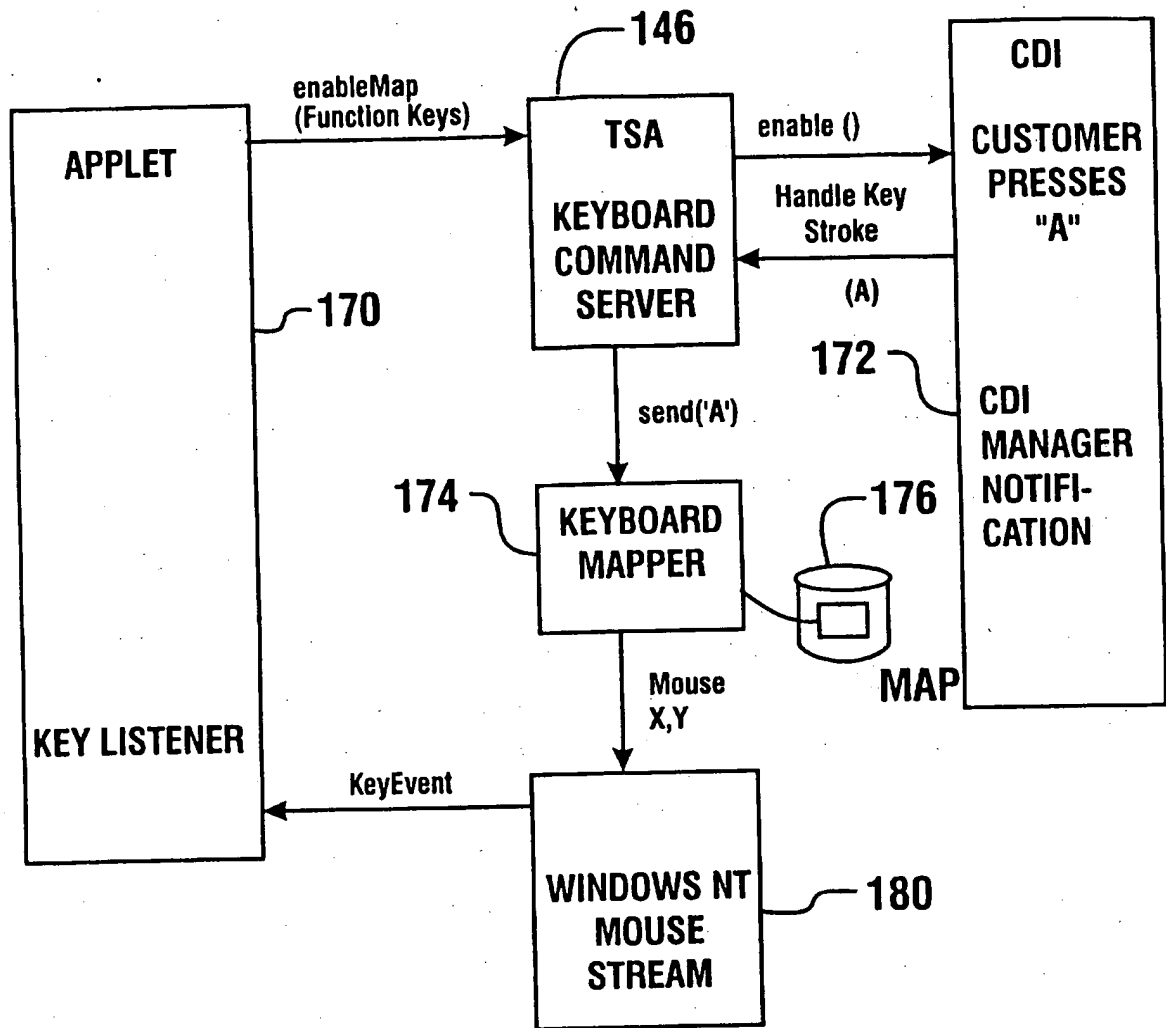 146
CDI
enableMap
(Function Keys)
TSA
enable ()
APPLET
CUSTOMER
PRESSES
"A"
KEYBOARD
COMMAND
SERVER
Handle Key
Stroke
(A)
170
172
CDI
MANAGER
NOTIFI-
CATION
send('A')
174
KEYBOARD
MAPPER
176
MAP
Mouse
X,Y
KEY LISTENER
KeyEvent
WINDOWS NT
MOUSE
STREAM
180